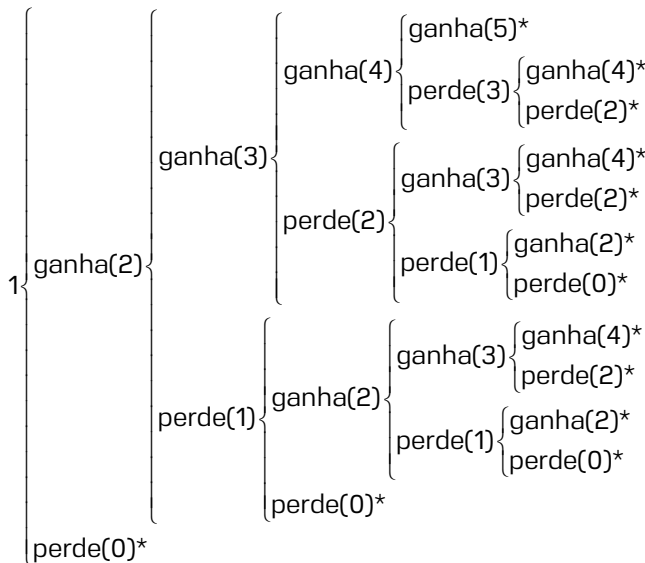 ganha(5)*
ganha(4)
ganha(4)*
perde(3)
perde(2)*
ganha(3)
ganha(4)*
ganha(3)
perde(2)*
perde(2)
ganha(2)*
perde(1)
perde(0)*
1
ganha(2)
ganha(4)*
ganha(3)
perde(2)*
ganha(2)
perde(1)
ganha(2)*
perde(1)
perde(0)*
perde(0)*
perde(0)*